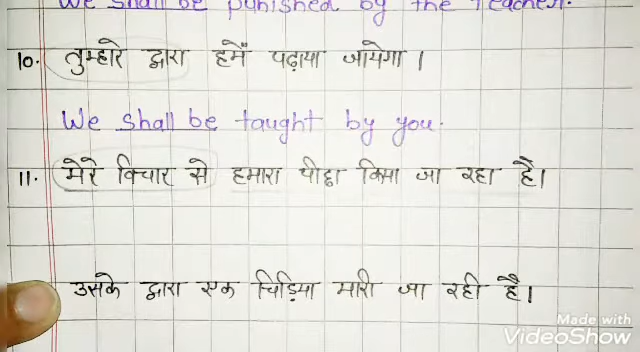 We shall be punished by the Teacher.
10. तुम्हारे द्वारा हमें पढ़ाया जायेगा।
We shall be taught by you.
11. मेरे विचार से हमारा पीछा किया जा रहा है।
उसके द्वारा एक चिड़िया मारी जा रही है।
Made with
VideoShow